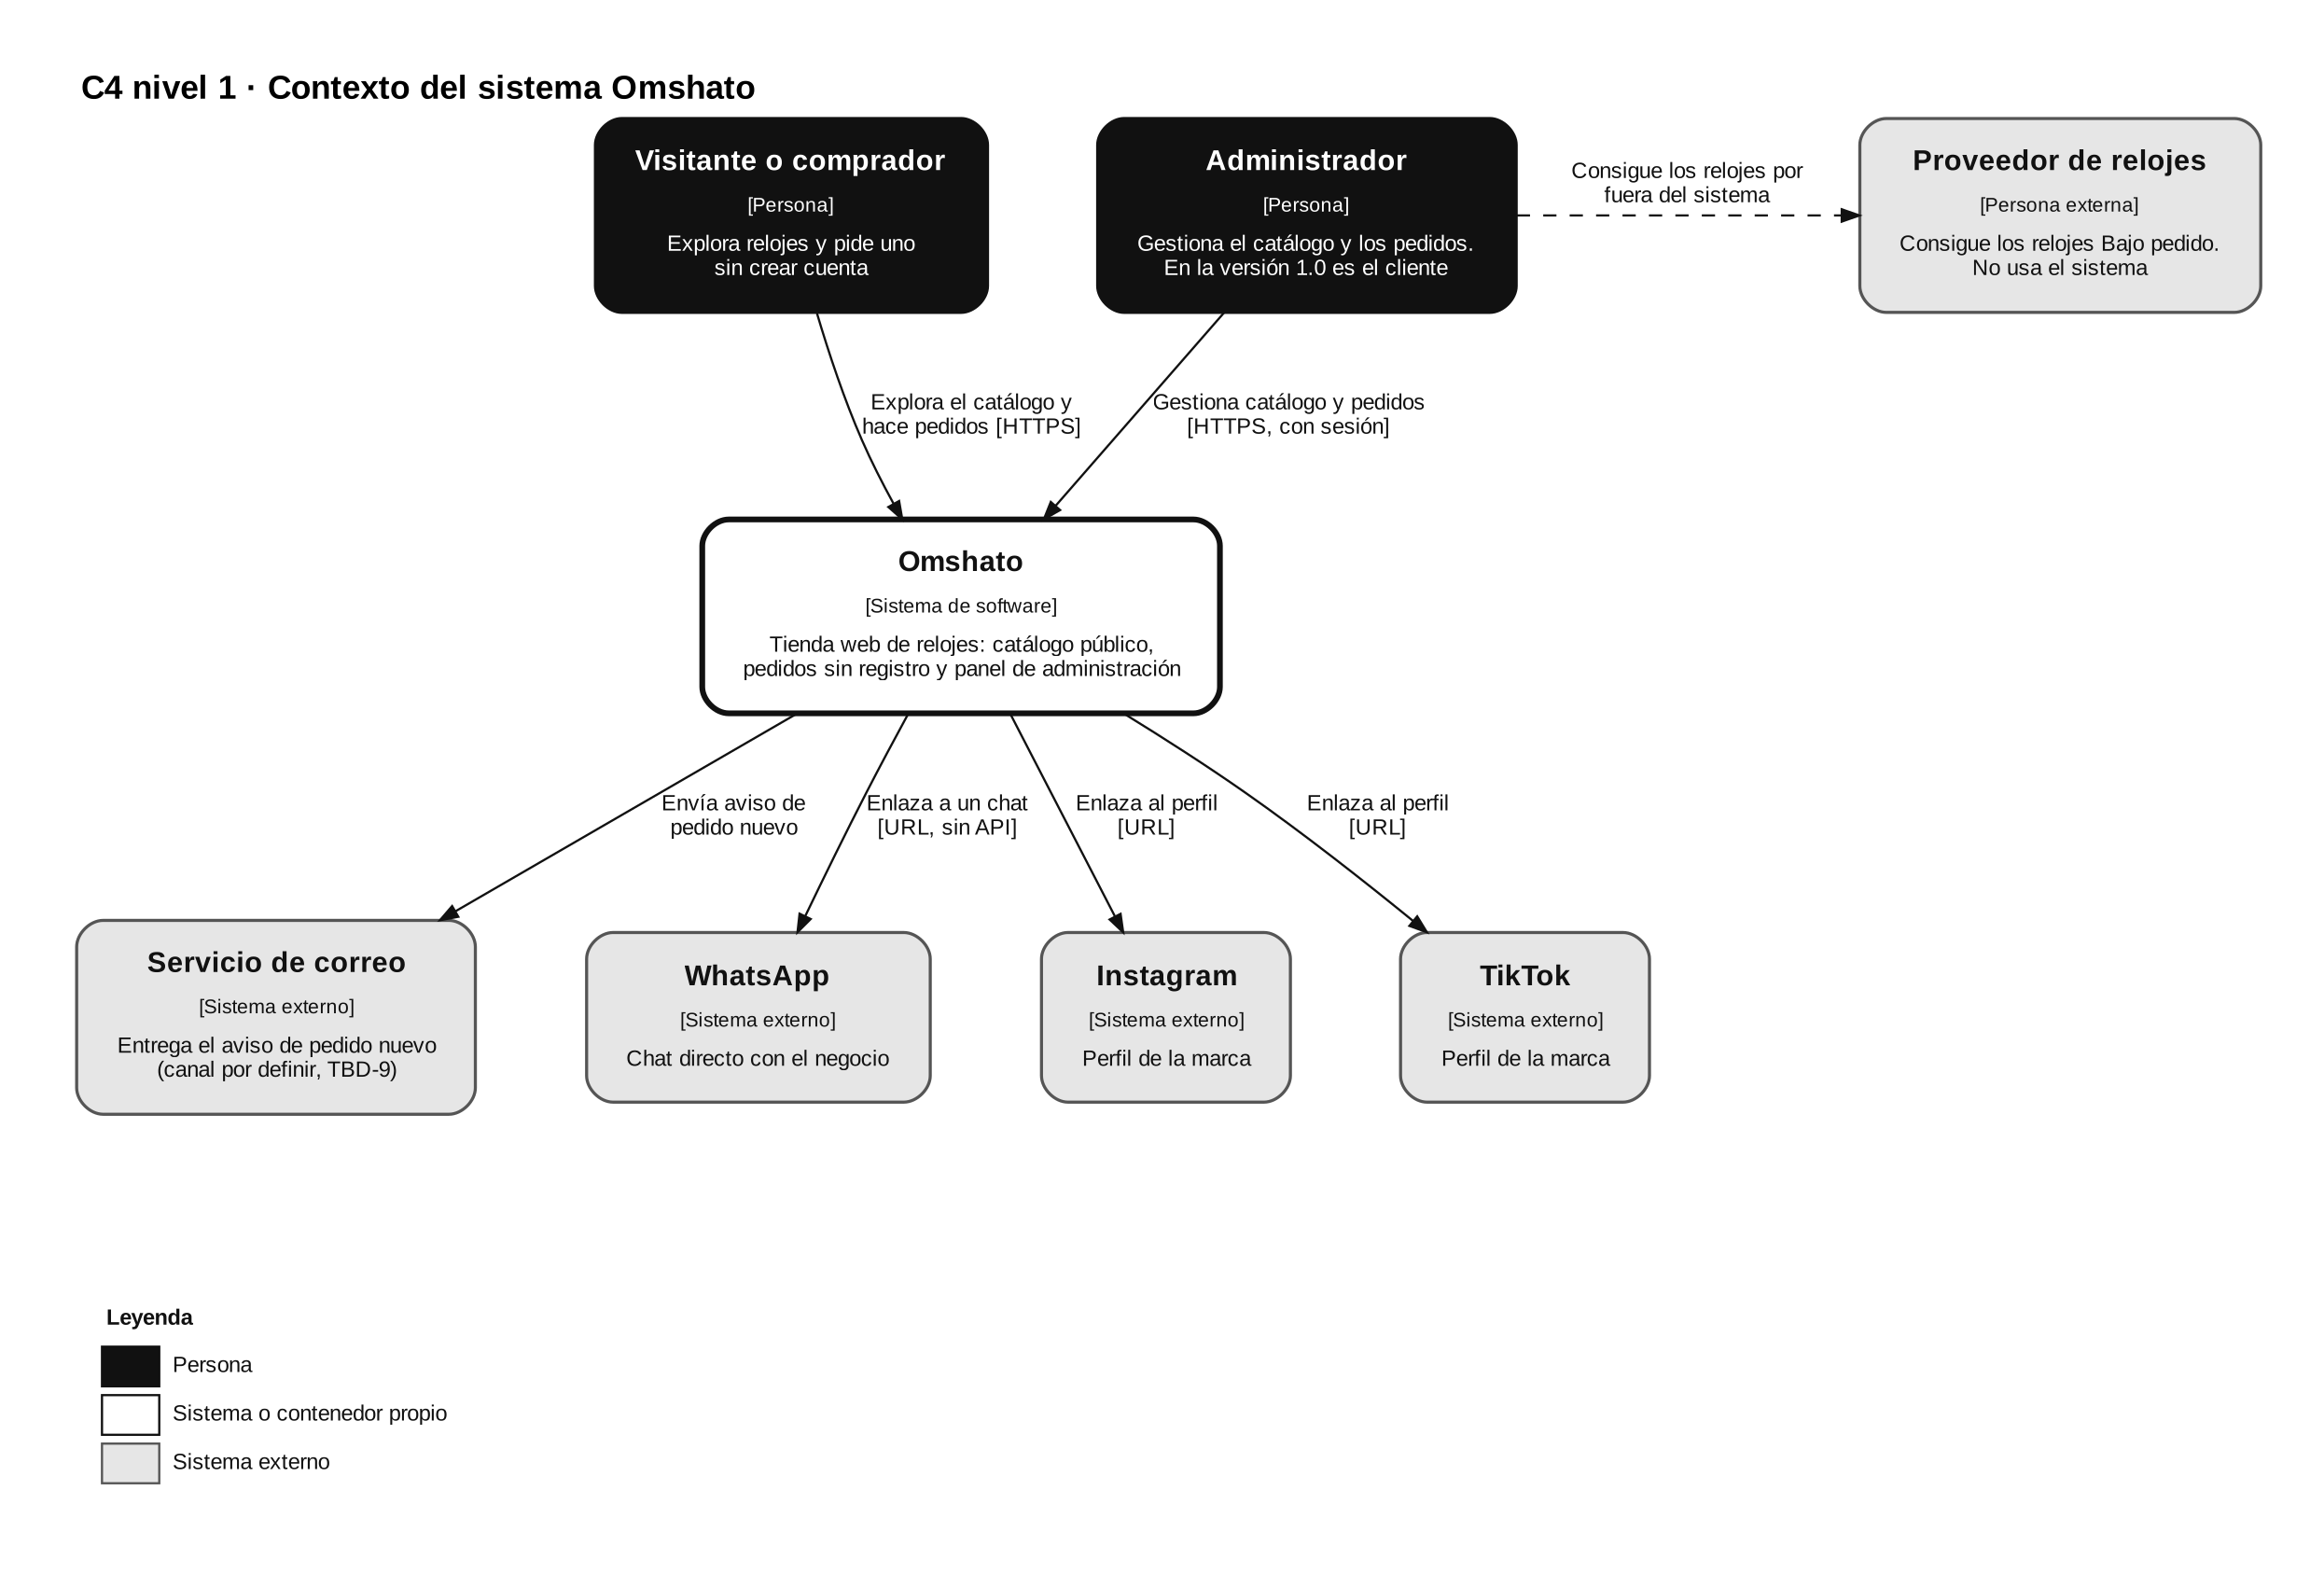 C4 nivel 1 · Contexto del sistema Omshato
Visitante o comprador
[Persona]
Explora relojes y pide uno
sin crear cuenta
Administrador
[Persona]
Gestiona el catálogo y los pedidos.
En la versión 1.0 es el cliente
Consigue los relojes por
fuera del sistema
Proveedor de relojes
[Persona externa]
Consigue los relojes Bajo pedido.
No usa el sistema
Explora el catálogo y
hace pedidos [HTTPS]
Gestiona catálogo y pedidos
[HTTPS, con sesión]
Omshato
[Sistema de software]
Tienda web de relojes: catálogo público,
pedidos sin registro y panel de administración
Envía aviso de
pedido nuevo
Enlaza a un chat
[URL, sin API]
Enlaza al perfil
[URL]
Enlaza al perfil
[URL]
Servicio de correo
[Sistema externo]
Entrega el aviso de pedido nuevo
(canal por definir, TBD-9)
WhatsApp
[Sistema externo]
Chat directo con el negocio
Instagram
[Sistema externo]
Perfil de la marca
TikTok
[Sistema externo]
Perfil de la marca
Leyenda
Persona
Sistema o contenedor propio
Sistema externo